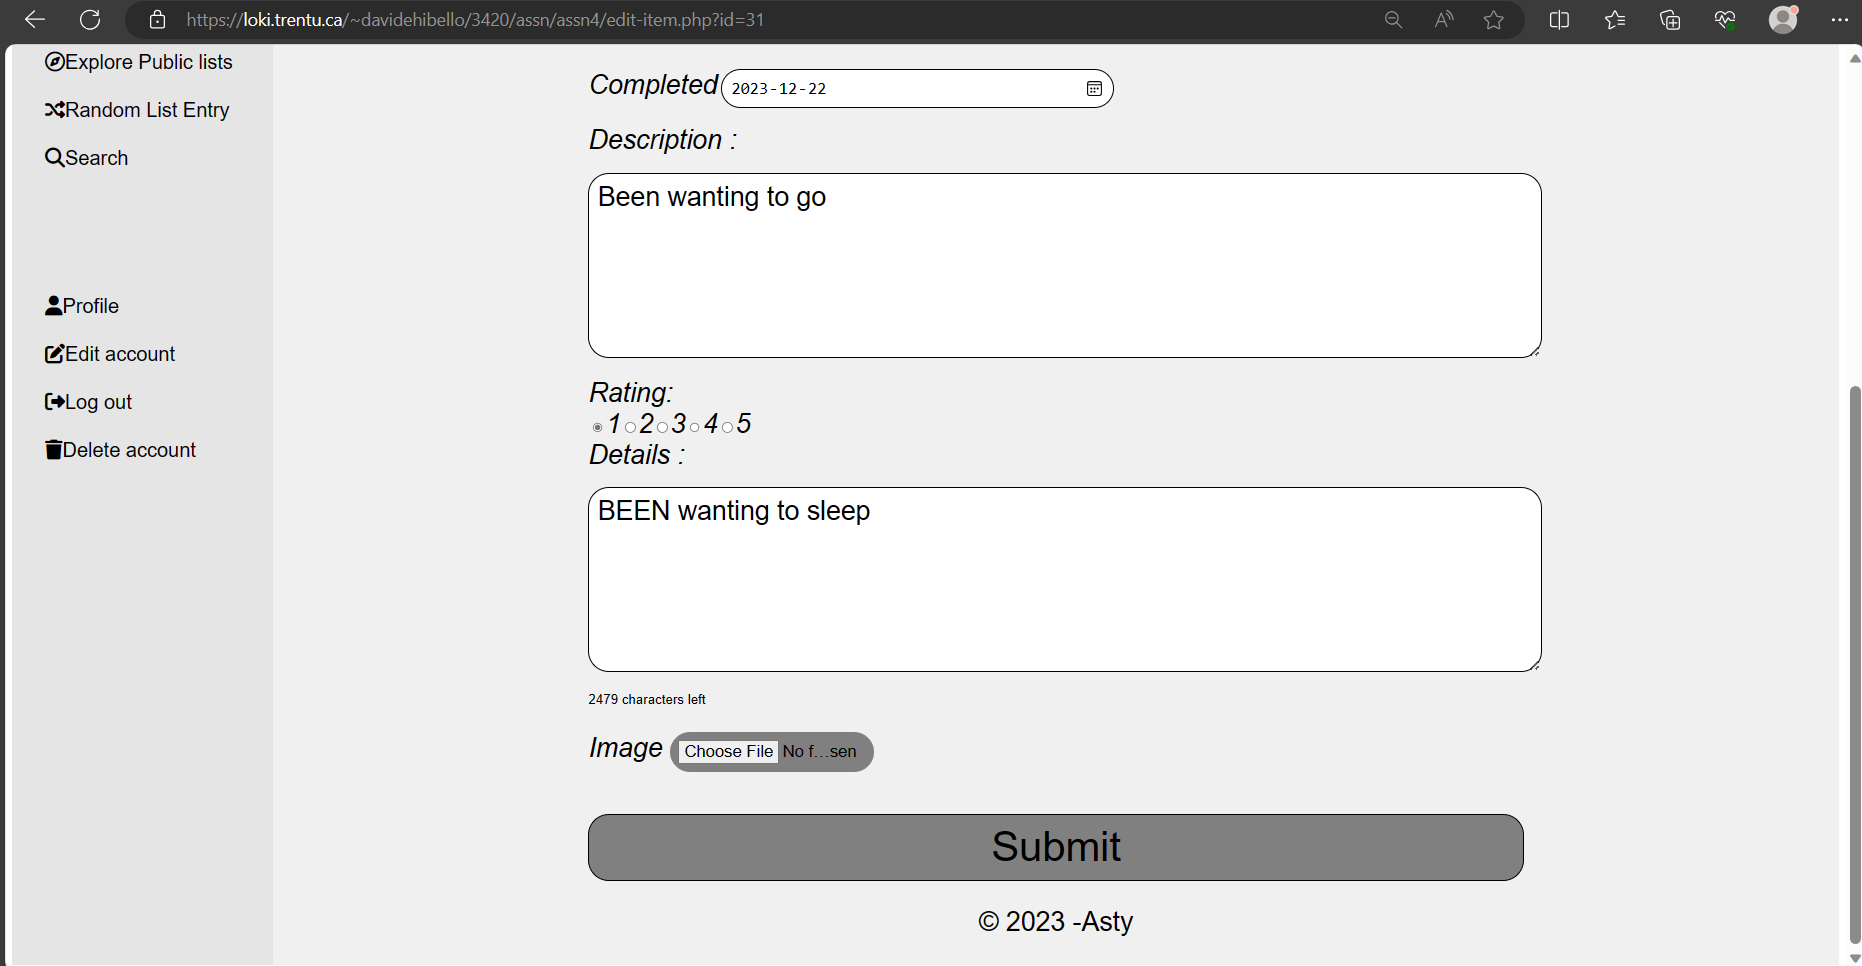 https://loki.trentu.ca/~davidehibello/3420/assn/assn4/edit-item.php?id=31
Explore Public lists
Random List Entry
Search
Profile
Edit account
Log out
Delete account
Completed 2023-12-22
Description :
Been wanting to go
Rating:
1 2 3 4 5
Details :
BEEN wanting to sleep
2479 characters left
Image Choose File No f...sen
Submit
© 2023 -Asty